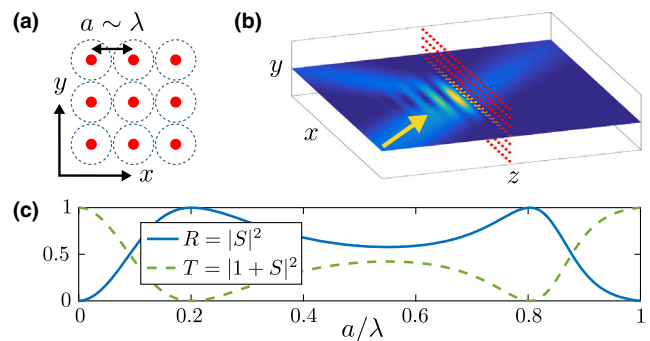 (a)
a ∼ λ
y
x
(b)
y
x
z
(c)
1
0.5
0
R = |S|²
T = |1 + S|²
0 0.2 0.4 0.6 0.8 1
a/λ